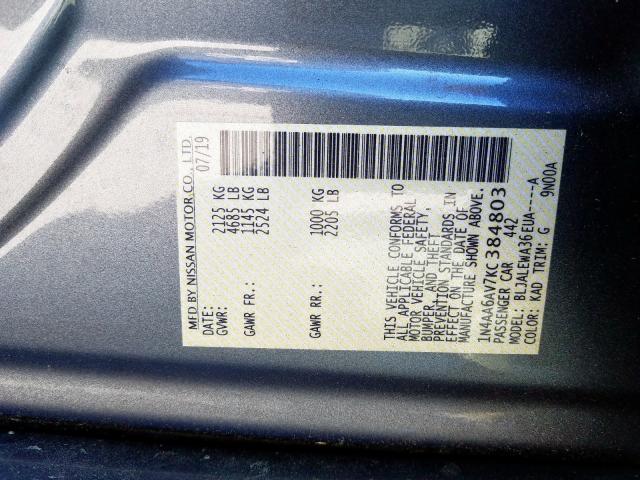 MFD BY NISSAN MOTOR CO., LTD.
DATE: 07/19
GVWR: 2125 KG
4685 LB
GAWR FR: 1145 KG
2524 LB
GAWR RR: 1000 KG
2205 LB
THIS VEHICLE CONFORMS TO
ALL APPLICABLE FEDERAL
MOTOR VEHICLE SAFETY,
BUMPER, AND THEFT
PREVENTION STANDARDS IN
EFFECT ON THE DATE OF
MANUFACTURE SHOWN ABOVE.
1N4AA6AV7KC384803
PASSENGER CAR 442
MODEL: BLJALEWA36EUA-----A
COLOR: KAD TRIM: G 9N00A